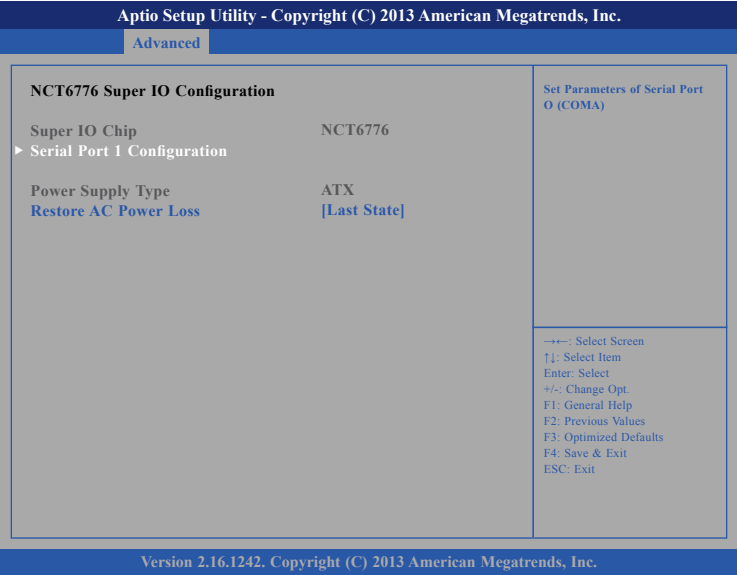 Aptio Setup Utility - Copyright (C) 2013 American Megatrends, Inc.
Advanced
NCT6776 Super IO Configuration
Super IO Chip NCT6776
Serial Port 1 Configuration
Power Supply Type ATX
Restore AC Power Loss [Last State]
Set Parameters of Serial Port
O (COMA)
→←: Select Screen
↑↓: Select Item
Enter: Select
+/-: Change Opt.
F1: General Help
F2: Previous Values
F3: Optimized Defaults
F4: Save & Exit
ESC: Exit
Version 2.16.1242. Copyright (C) 2013 American Megatrends, Inc.